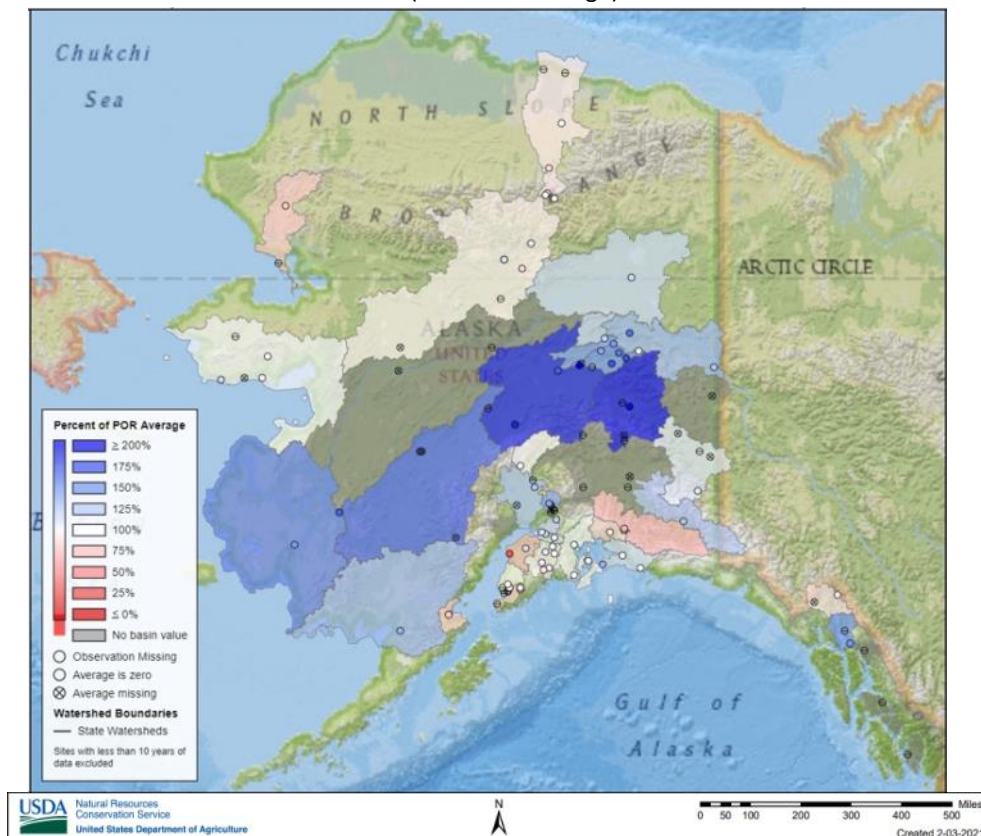 Chukchi
Sea
NORTH SLOPE
BROOKS RANGE
ARCTIC CIRCLE
ALASKA
UNITED
STATES
Percent of POR Average
≥ 200%
175%
150%
125%
100%
75%
50%
25%
≤ 0%
No basin value
Observation Missing
Average is zero
Average missing
Watershed Boundaries
State Watersheds
Sites with less than 10 years of
data excluded
Gulf of
Alaska
USDA
Natural Resources
Conservation Service
United States Department of Agriculture
N
0 50 100 200 300 400 500 Miles